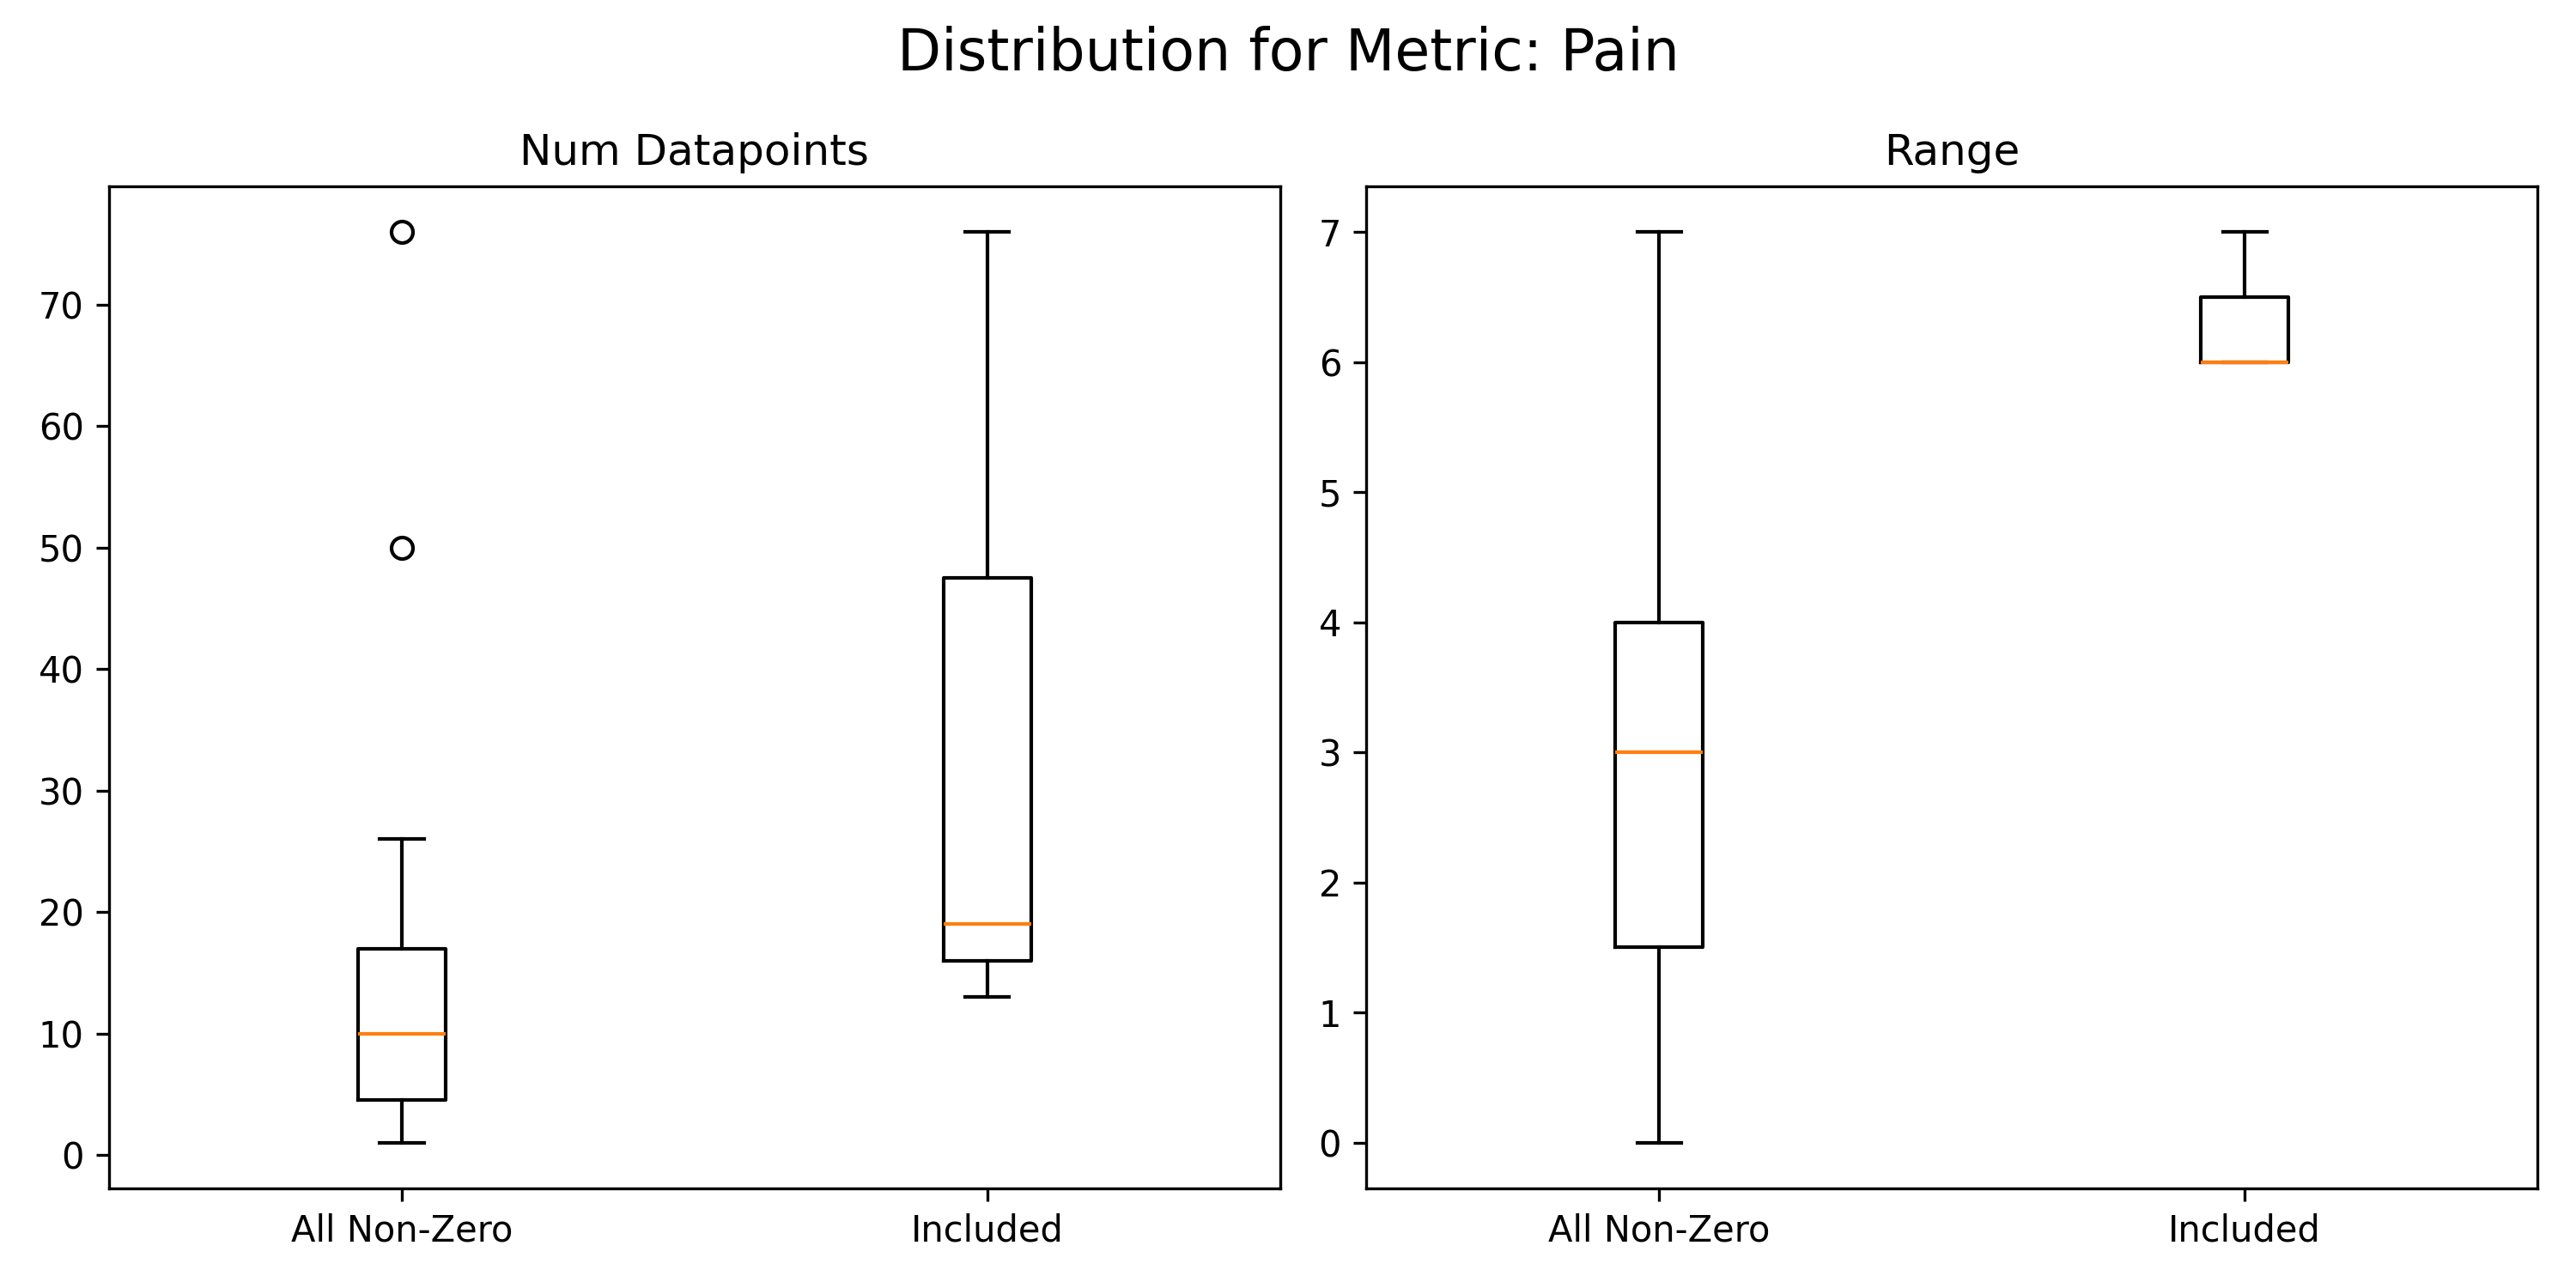 Distribution for Metric: Pain
Num Datapoints
70
60
50
40
30
20
10
0
All Non-Zero
Included
Range
7
6
5
4
3
2
1
0
All Non-Zero
Included